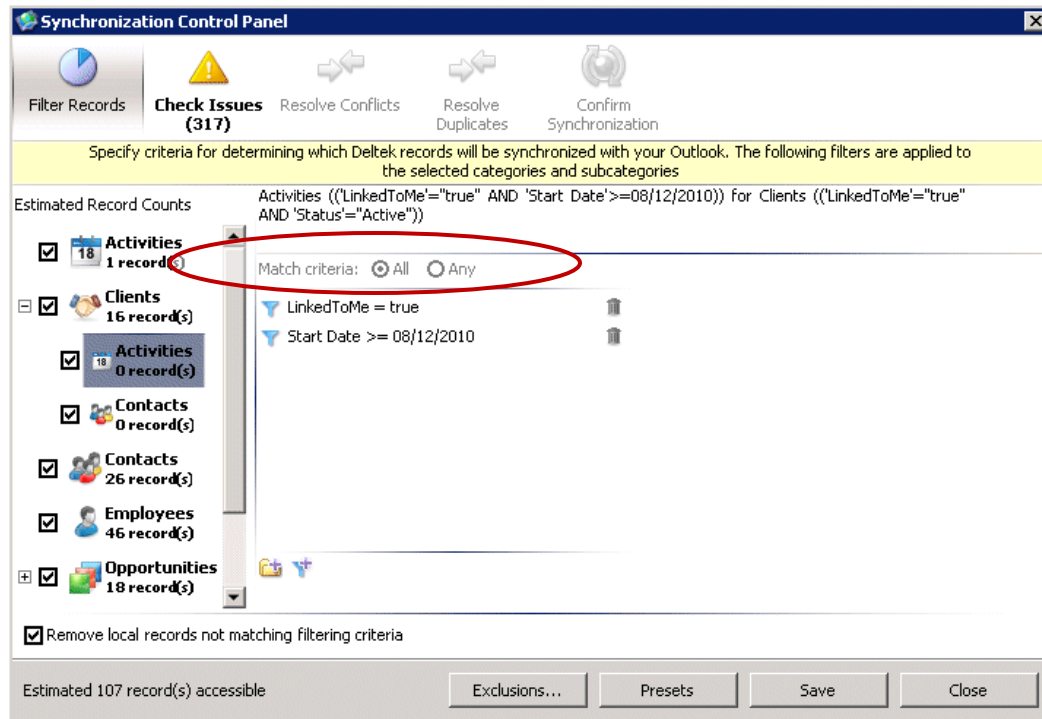 Synchronization Control Panel
Filter Records
Check Issues
(317)
Resolve Conflicts
Resolve
Duplicates
Confirm
Synchronization
Specify criteria for determining which Deltek records will be synchronized with your Outlook. The following filters are applied to
the selected categories and subcategories
Estimated Record Counts
Activities (('LinkedToMe'="true" AND 'Start Date'>=08/12/2010)) for Clients (('LinkedToMe'="true"
AND 'Status'="Active"))
18
Activities
1 record(s)
Match criteria: All Any
Clients
16 record(s)
LinkedToMe = true
Start Date >= 08/12/2010
18
Activities
0 record(s)
Contacts
0 record(s)
Contacts
26 record(s)
Employees
46 record(s)
Opportunities
18 record(s)
Remove local records not matching filtering criteria
Estimated 107 record(s) accessible
Exclusions...
Presets
Save
Close